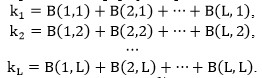 k₁ = B(1,1) + B(2,1) + ⋯ + B(L, 1),
k₂ = B(1,2) + B(2,2) + ⋯ + B(L, 2),
⋯
k_L = B(1, L) + B(2, L) + ⋯ + B(L, L).